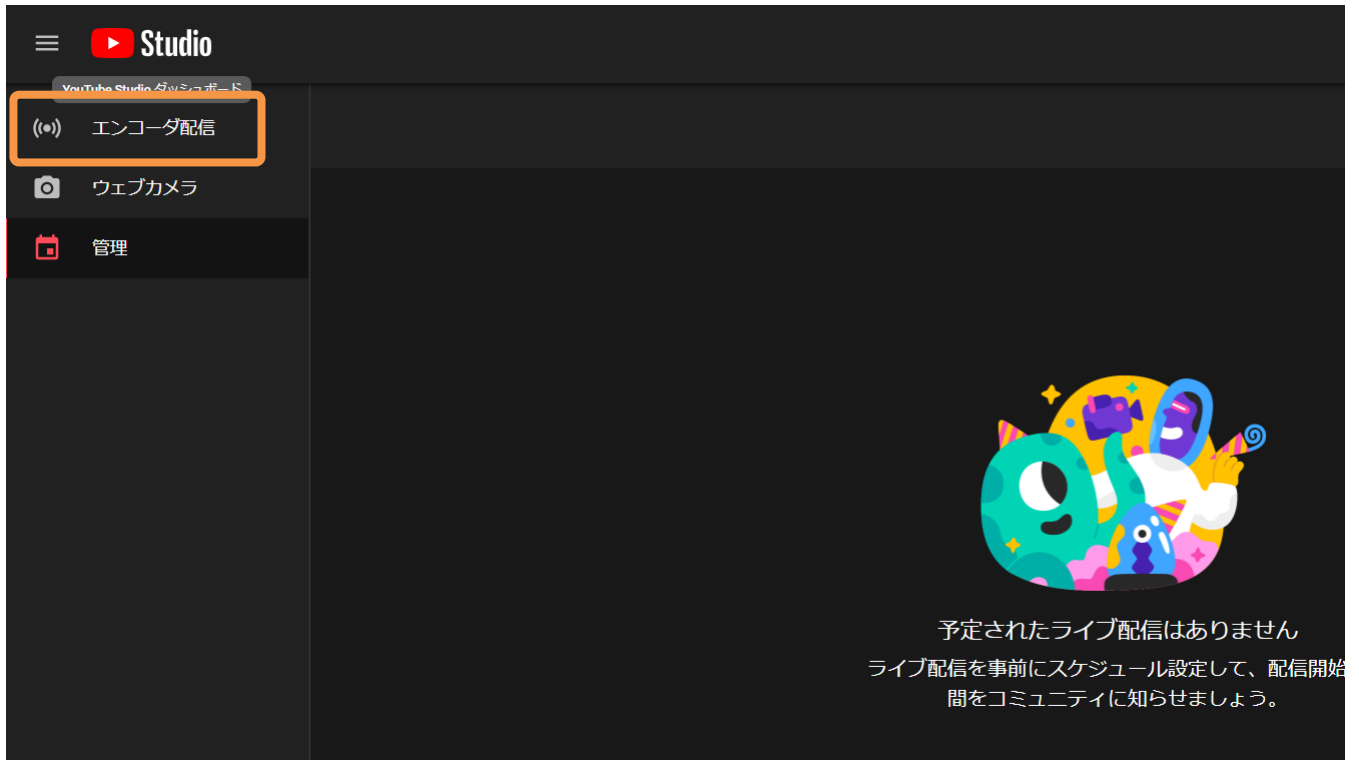 Studio
YouTube Studio ダッシュボード
エンコーダ配信
ウェブカメラ
管理
予定されたライブ配信はありません
ライブ配信を事前にスケジュール設定して、配信開始
間をコミュニティに知らせましょう。